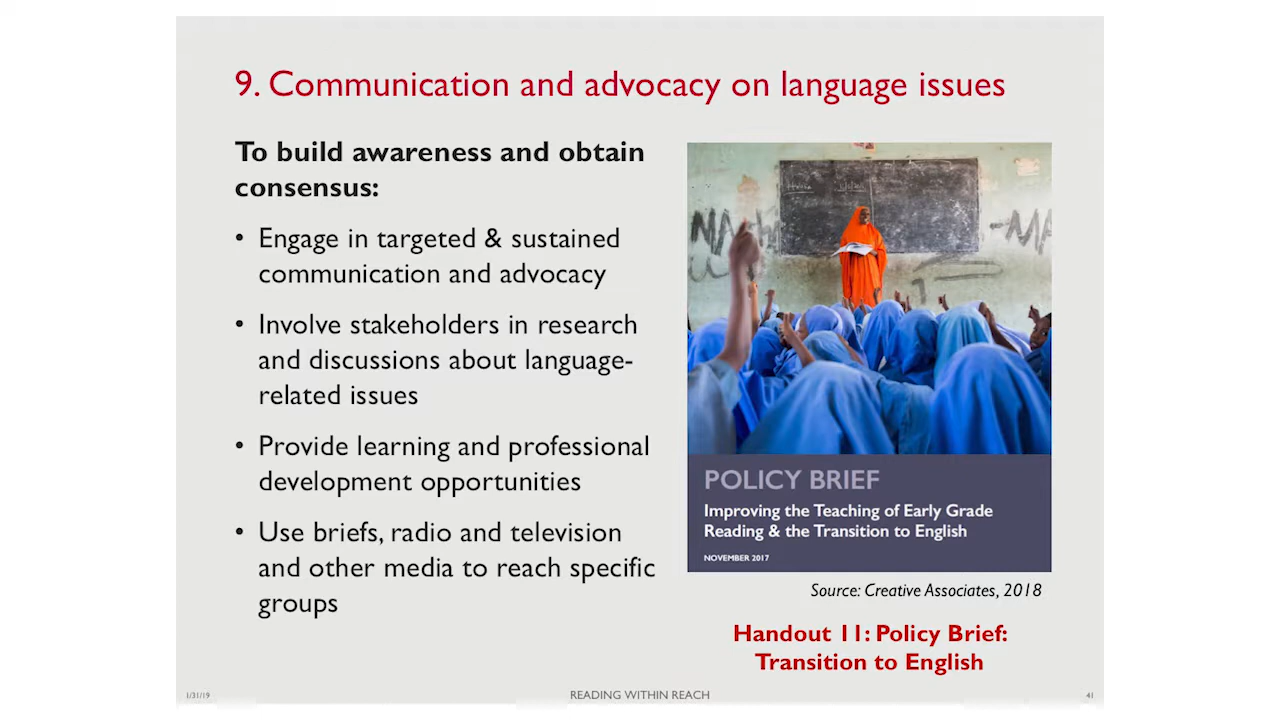 9. Communication and advocacy on language issues
To build awareness and obtain
consensus:
• Engage in targeted & sustained
communication and advocacy
• Involve stakeholders in research
and discussions about language-
related issues
• Provide learning and professional
development opportunities
• Use briefs, radio and television
and other media to reach specific
groups
POLICY BRIEF
Improving the Teaching of Early Grade
Reading & the Transition to English
NOVEMBER 2017
Source: Creative Associates, 2018
Handout 11: Policy Brief:
Transition to English
1/31/19
READING WITHIN REACH
41